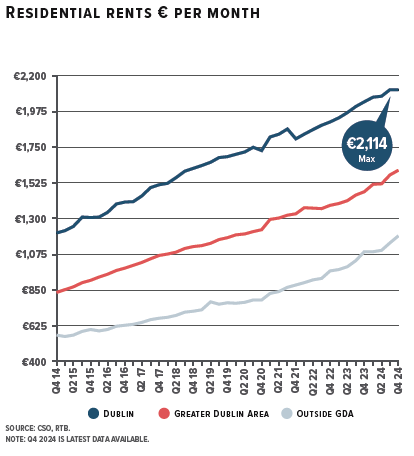 RESIDENTIAL RENTS € PER MONTH
€2,200
€1,975
€1,750
€1,525
€1,300
€1,075
€850
€625
€400
€2,114
Max
Q4 14
Q2 15
Q4 15
Q2 16
Q4 16
Q2 17
Q4 17
Q2 18
Q4 18
Q2 19
Q4 19
Q2 20
Q4 20
Q2 21
Q4 21
Q2 22
Q4 22
Q2 23
Q4 23
Q2 24
Q4 24
DUBLIN
GREATER DUBLIN AREA
OUTSIDE GDA
SOURCE: CSO, RTB.
NOTE: Q4 2024 IS LATEST DATA AVAILABLE.